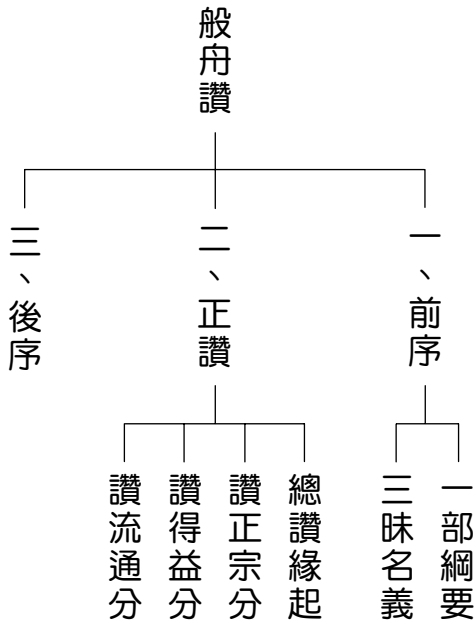 般舟讚
一、前序
一部綱要
三昧名義
二、正讚
總讚緣起
讚正宗分
讚得益分
讚流通分
三、後序